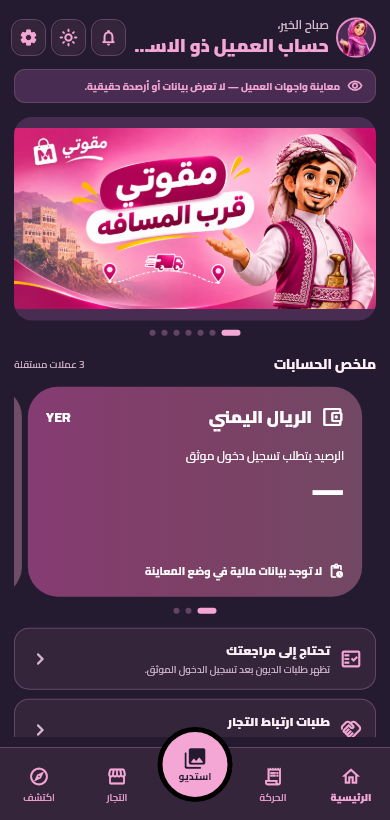 صباح الخير،
حساب العميل ذو الاسـ...
معاينة واجهات العميل — لا تعرض بيانات أو أرصدة حقيقية.
مقوتي
مقوتي
قرب المسافه
ملخص الحسابات
3 عملات مستقلة
الريال اليمني
YER
الرصيد يتطلب تسجيل دخول موثق
—
لا توجد بيانات مالية في وضع المعاينة
تحتاج إلى مراجعتك
تظهر طلبات الديون بعد تسجيل الدخول الموثق.
طلبات ارتباط التجار
الرئيسية
الحركة
استديو
التجار
اكتشف